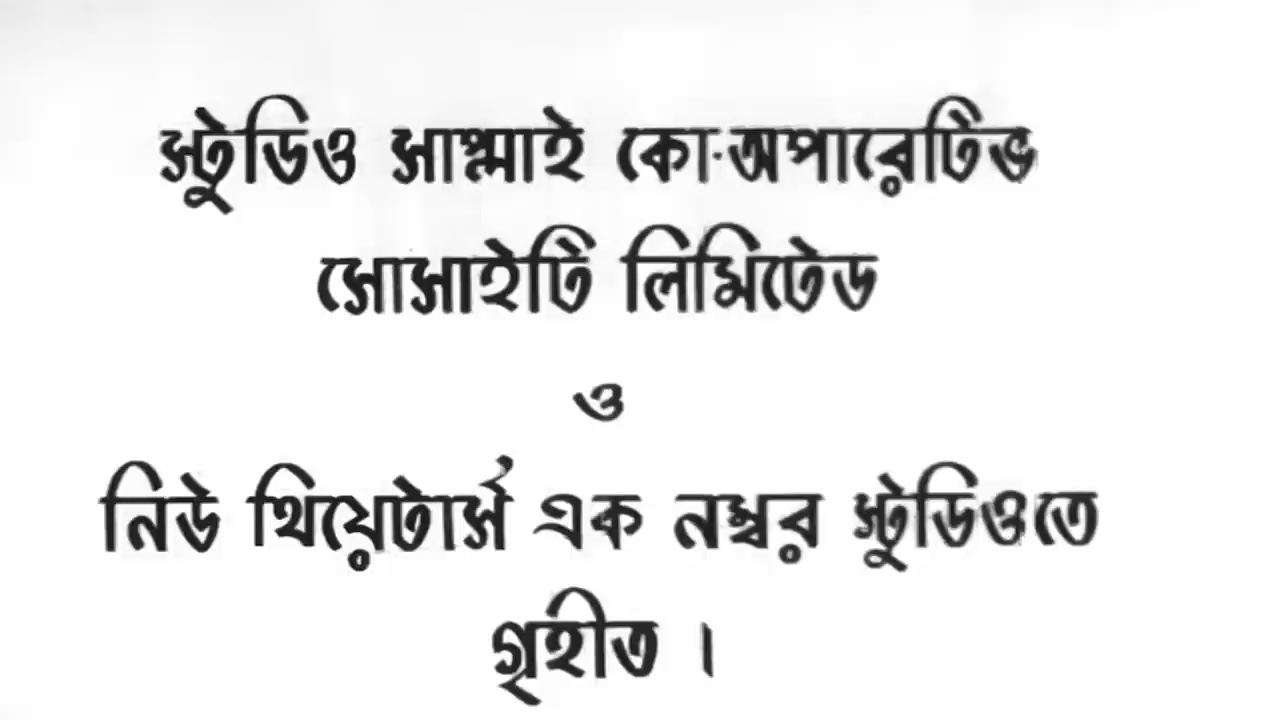 স্টুডিও সাপ্লাই কো-অপারেটিভ
সোসাইটি লিমিটেড
ও
নিউ থিয়েটার্স এক নম্বর স্টুডিওতে
গৃহীত ।